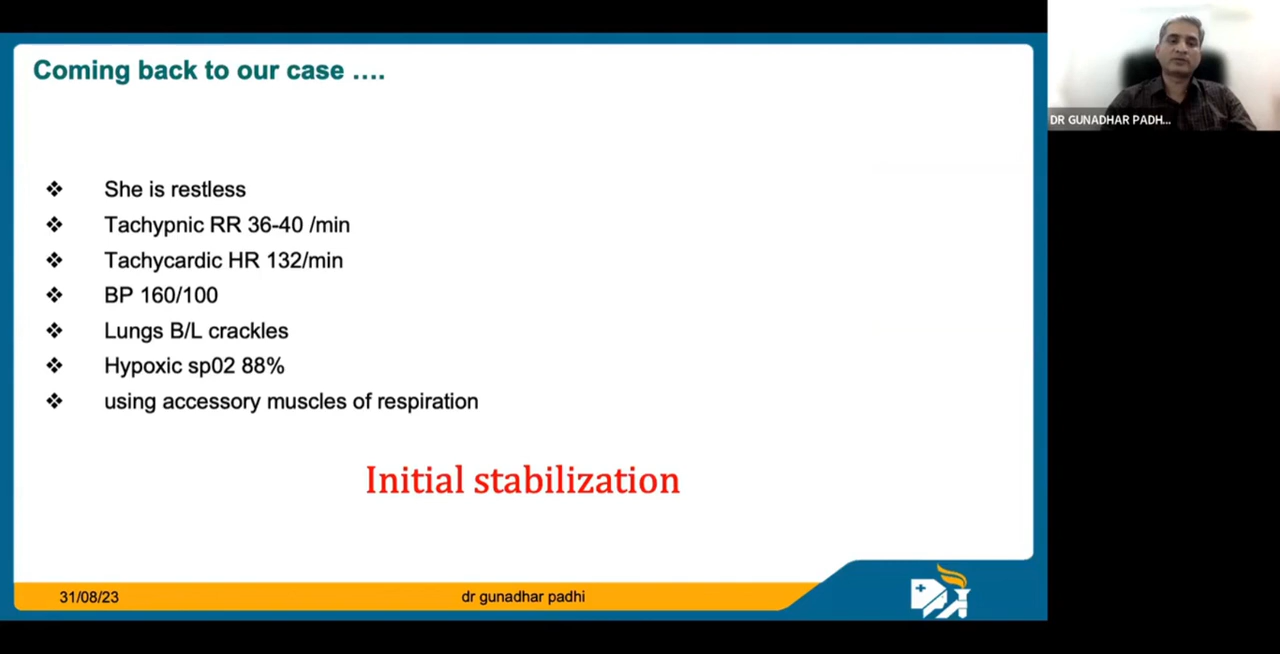 Coming back to our case ....
❖ She is restless
❖ Tachypnic RR 36-40 /min
❖ Tachycardic HR 132/min
❖ BP 160/100
❖ Lungs B/L crackles
❖ Hypoxic sp02 88%
❖ using accessory muscles of respiration
Initial stabilization
31/08/23
dr gunadhar padhi
DR GUNADHAR PADH...